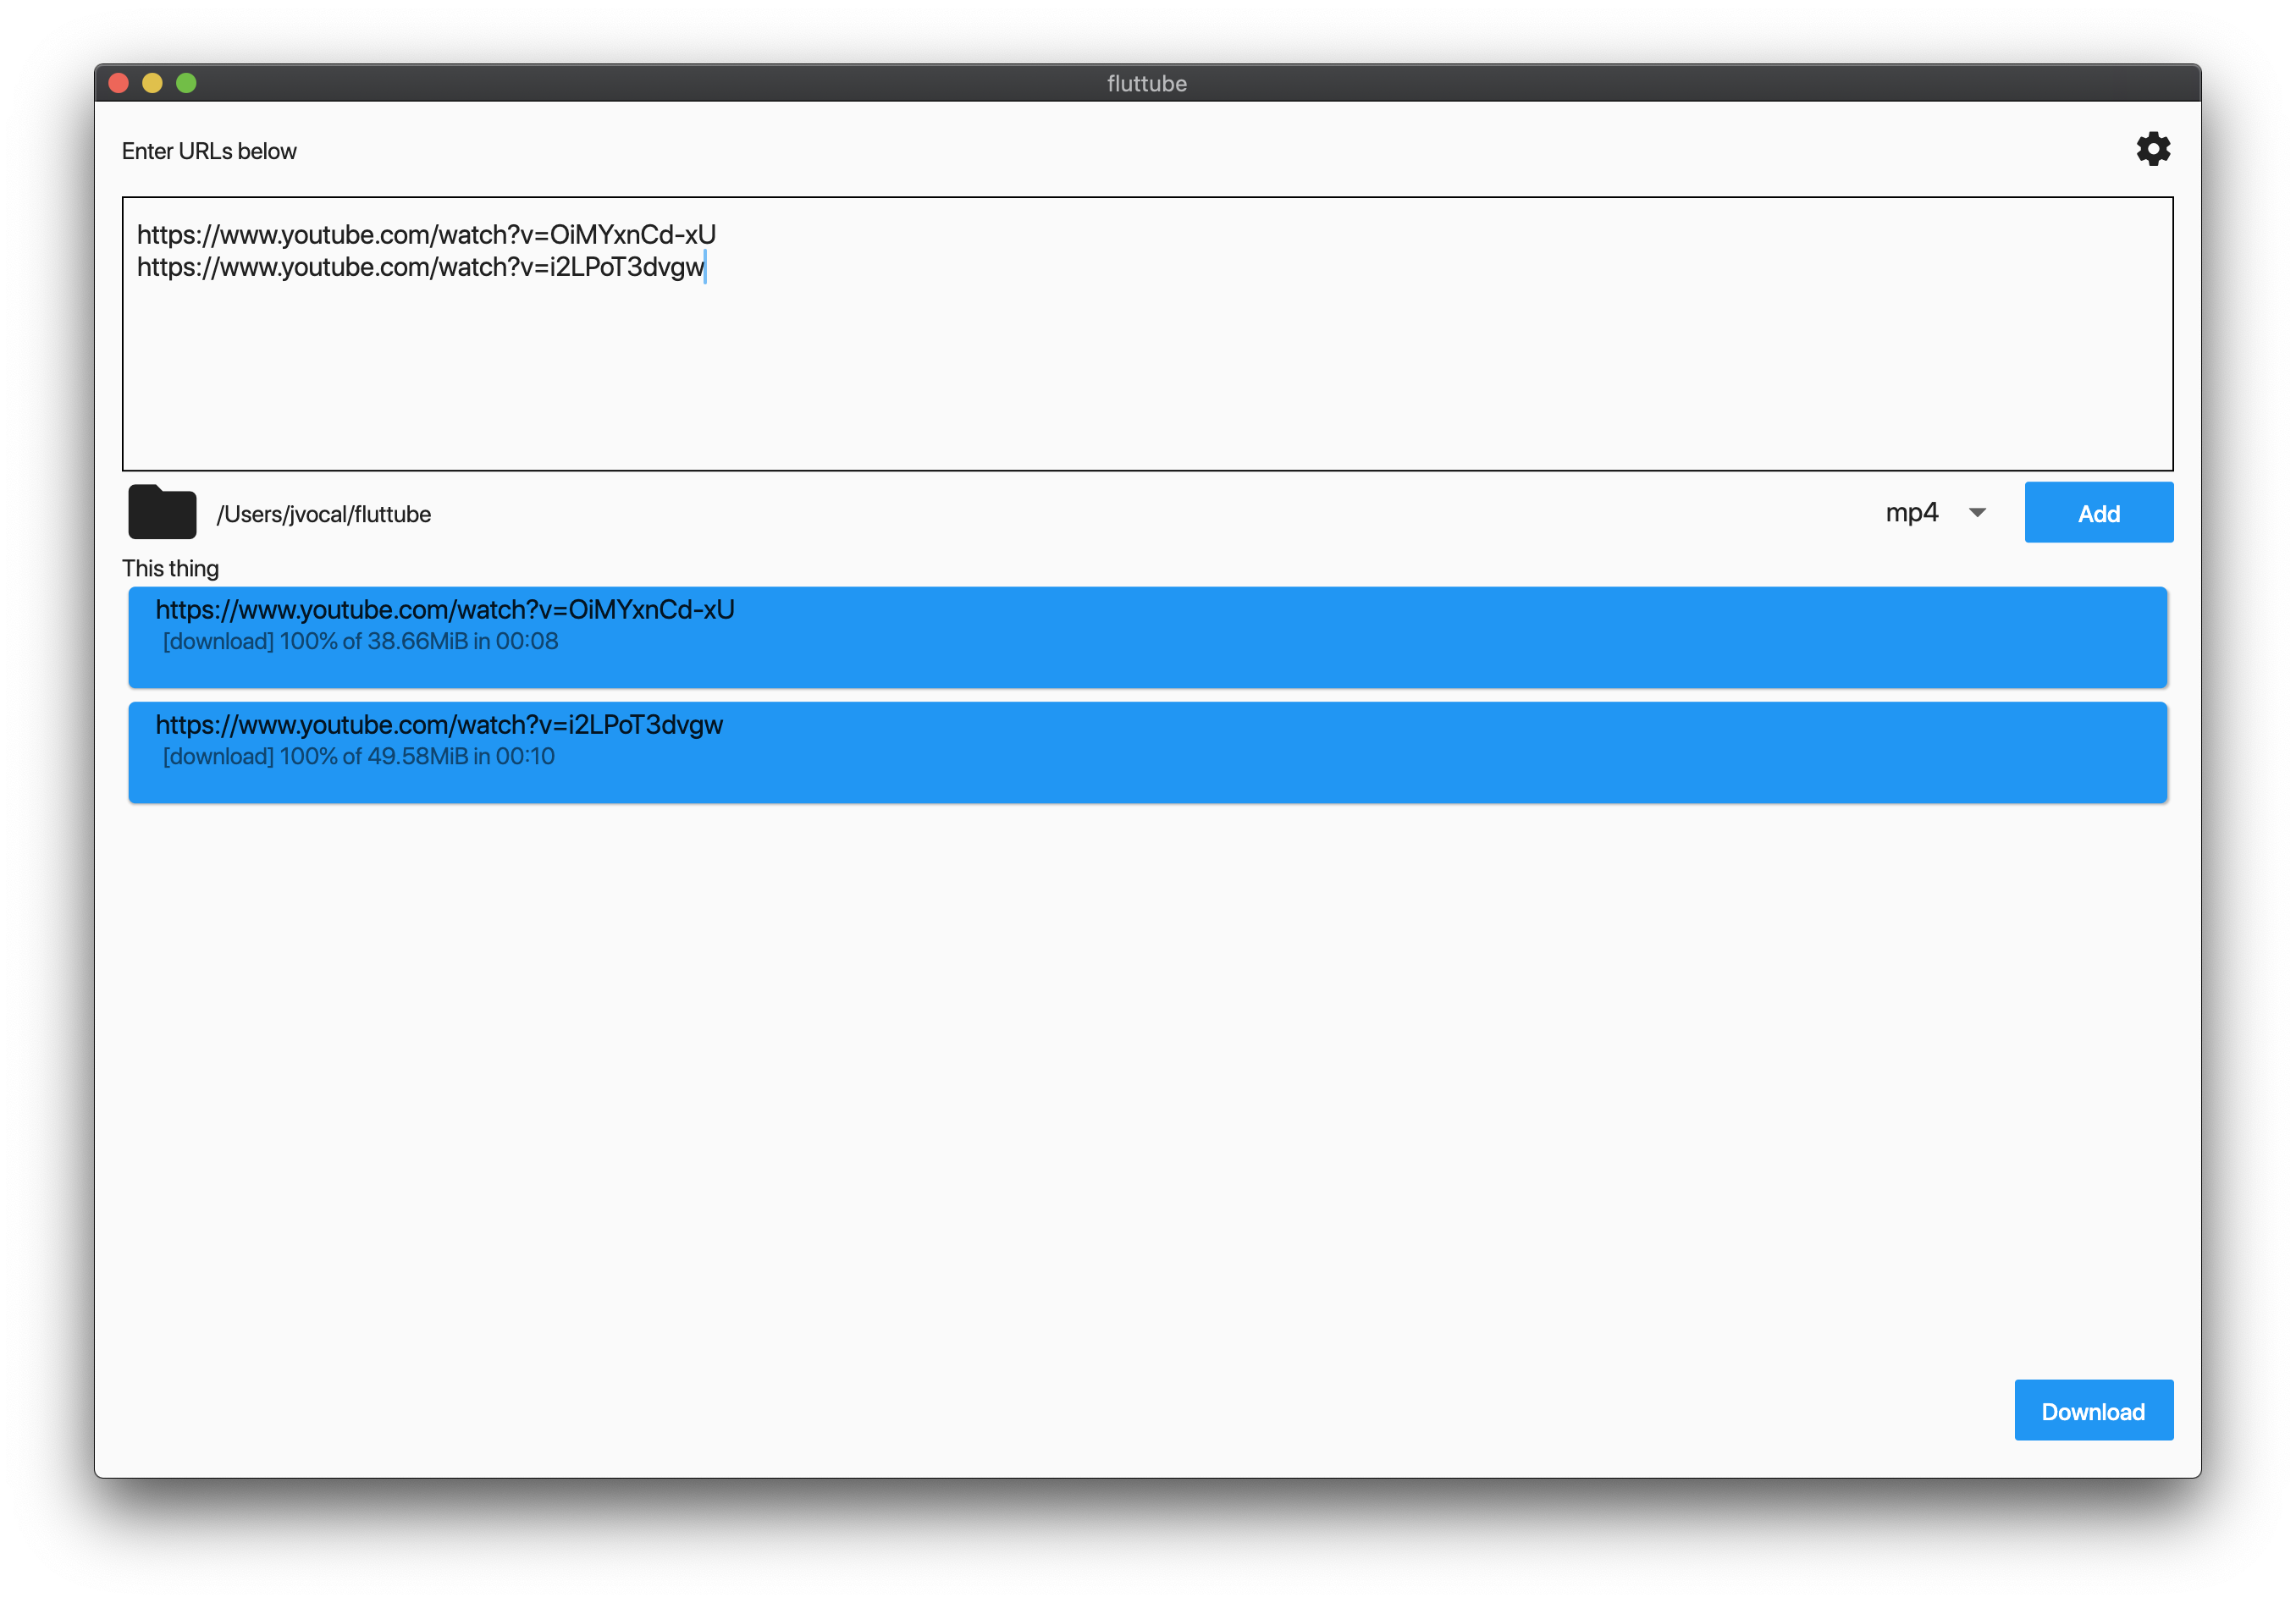 fluttube
Enter URLs below
https://www.youtube.com/watch?v=OiMYxnCd-xU
https://www.youtube.com/watch?v=i2LPoT3dvgw
/Users/jvocal/fluttube
mp4
Add
This thing
https://www.youtube.com/watch?v=OiMYxnCd-xU
[download] 100% of 38.66MiB in 00:08
https://www.youtube.com/watch?v=i2LPoT3dvgw
[download] 100% of 49.58MiB in 00:10
Download